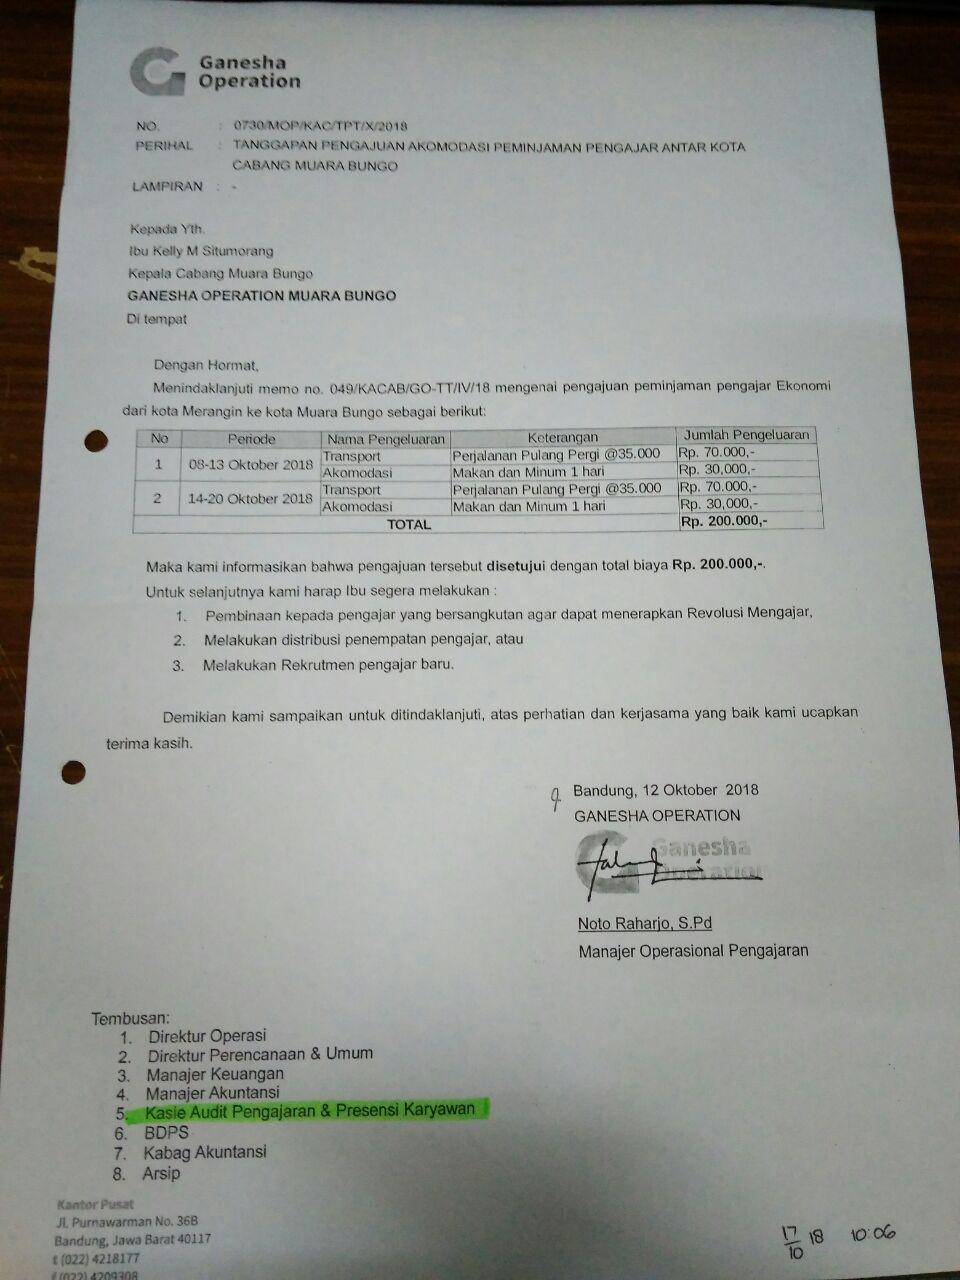 Ganesha
Operation
NO. : 0730/MOP/KAC/TPT/X/2018
PERIHAL : TANGGAPAN PENGAJUAN AKOMODASI PEMINJAMAN PENGAJAR ANTAR KOTA
CABANG MUARA BUNGO
LAMPIRAN : -
Kepada Yth.
Ibu Kelly M Situmorang
Kepala Cabang Muara Bungo
GANESHA OPERATION MUARA BUNGO
Di tempat
Dengan Hormat,
Menindaklanjuti memo no. 049/KACAB/GO-TT/IV/18 mengenai pengajuan peminjaman pengajar Ekonomi
dari kota Merangin ke kota Muara Bungo sebagai berikut:
No Periode Nama Pengeluaran Keterangan Jumlah Pengeluaran
1 08-13 Oktober 2018 Transport Perjalanan Pulang Pergi @35.000 Rp. 70.000,-
Akomodasi Makan dan Minum 1 hari Rp. 30,000,-
2 14-20 Oktober 2018 Transport Perjalanan Pulang Pergi @35.000 Rp. 70.000,-
Akomodasi Makan dan Minum 1 hari Rp. 30,000,-
TOTAL Rp. 200.000,-
Maka kami informasikan bahwa pengajuan tersebut disetujui dengan total biaya Rp. 200.000,-.
Untuk selanjutnya kami harap Ibu segera melakukan :
1. Pembinaan kepada pengajar yang bersangkutan agar dapat menerapkan Revolusi Mengajar,
2. Melakukan distribusi penempatan pengajar, atau
3. Melakukan Rekrutmen pengajar baru.
Demikian kami sampaikan untuk ditindaklanjuti, atas perhatian dan kerjasama yang baik kami ucapkan
terima kasih.
Bandung, 12 Oktober 2018
GANESHA OPERATION
Ganesha
Operation
Noto Raharjo, S.Pd
Manajer Operasional Pengajaran
Tembusan:
1. Direktur Operasi
2. Direktur Perencanaan & Umum
3. Manajer Keuangan
4. Manajer Akuntansi
5. Kasie Audit Pengajaran & Presensi Karyawan
6. BDPS
7. Kabag Akuntansi
8. Arsip
Kantor Pusat
Jl. Purnawarman No. 36B
Bandung, Jawa Barat 40117
t (022) 4218177
f (022) 4209308
17/10 18 10:06